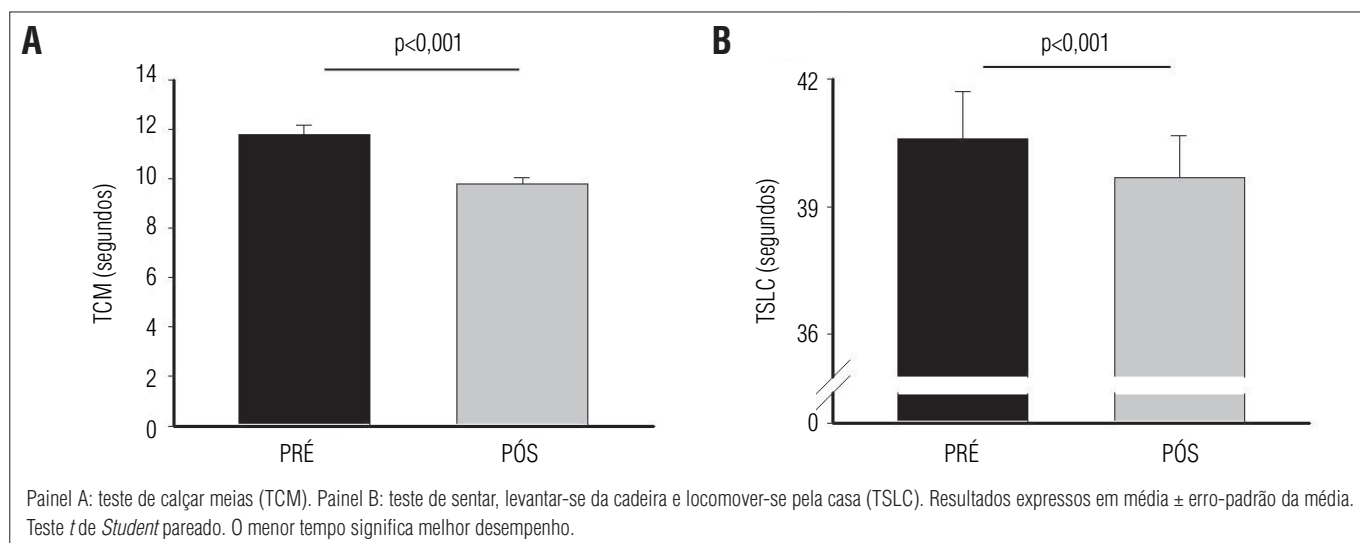 A
p<0,001
TCM (segundos)
14
12
10
8
6
4
2
0
PRÉ
PÓS
B
p<0,001
TSLC (segundos)
42
39
36
0
PRÉ
PÓS
Painel A: teste de calçar meias (TCM). Painel B: teste de sentar, levantar-se da cadeira e locomover-se pela casa (TSLC). Resultados expressos em média ± erro-padrão da média.
Teste t de Student pareado. O menor tempo significa melhor desempenho.